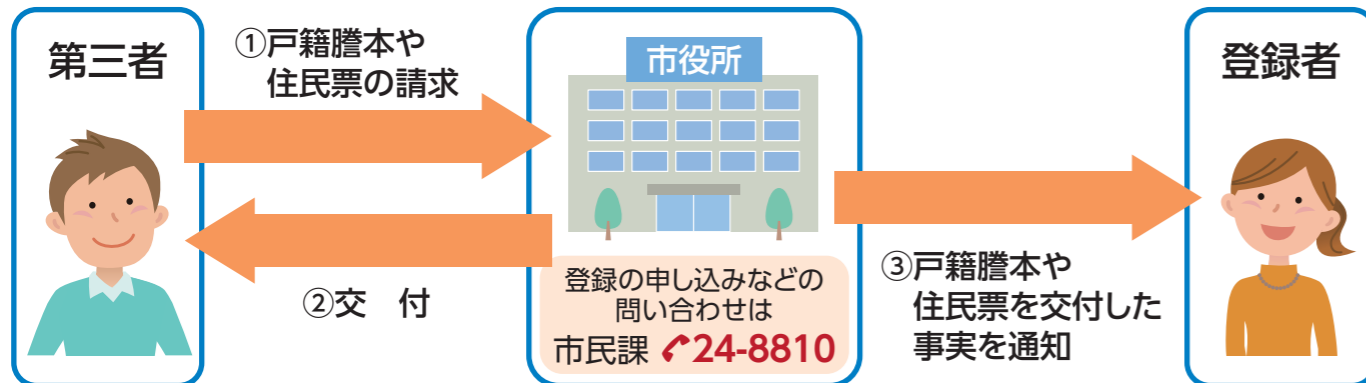 第三者
①戸籍謄本や
住民票の請求
市役所
登録者
②交　付
登録の申し込みなどの
問い合わせは
市民課 24-8810
③戸籍謄本や
住民票を交付した
事実を通知